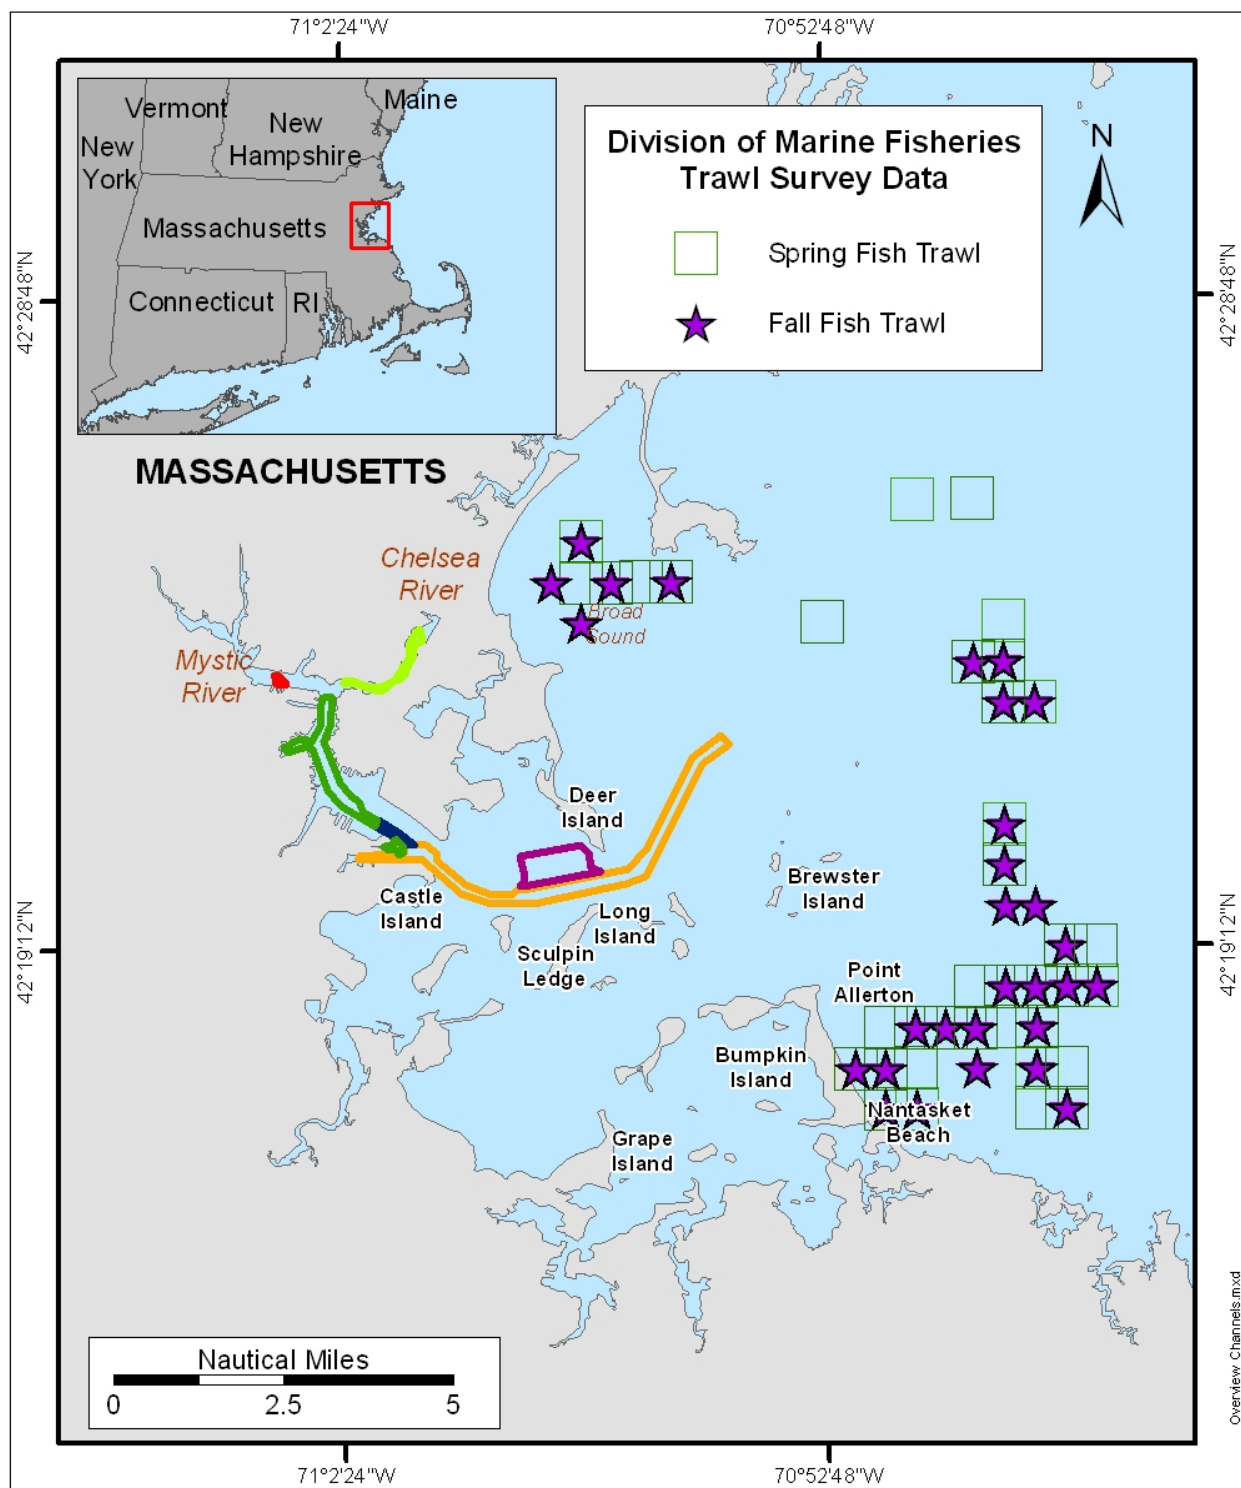 71°2'24"W
70°52'48"W
Vermont
Maine
New
Hampshire
New
York
Massachusetts
Connecticut
RI
Division of Marine Fisheries
Trawl Survey Data
Spring Fish Trawl
Fall Fish Trawl
N
42°28'48"N
42°28'48"N
MASSACHUSETTS
Chelsea
River
Broad
Sound
Mystic
River
Deer
Island
Brewster
Island
Castle
Island
Long
Island
Sculpin
Ledge
42°19'12"N
42°19'12"N
Point
Allerton
Bumpkin
Island
Nantasket
Beach
Grape
Island
Nautical Miles
0
2.5
5
Overview Channels.mxd
71°2'24"W
70°52'48"W